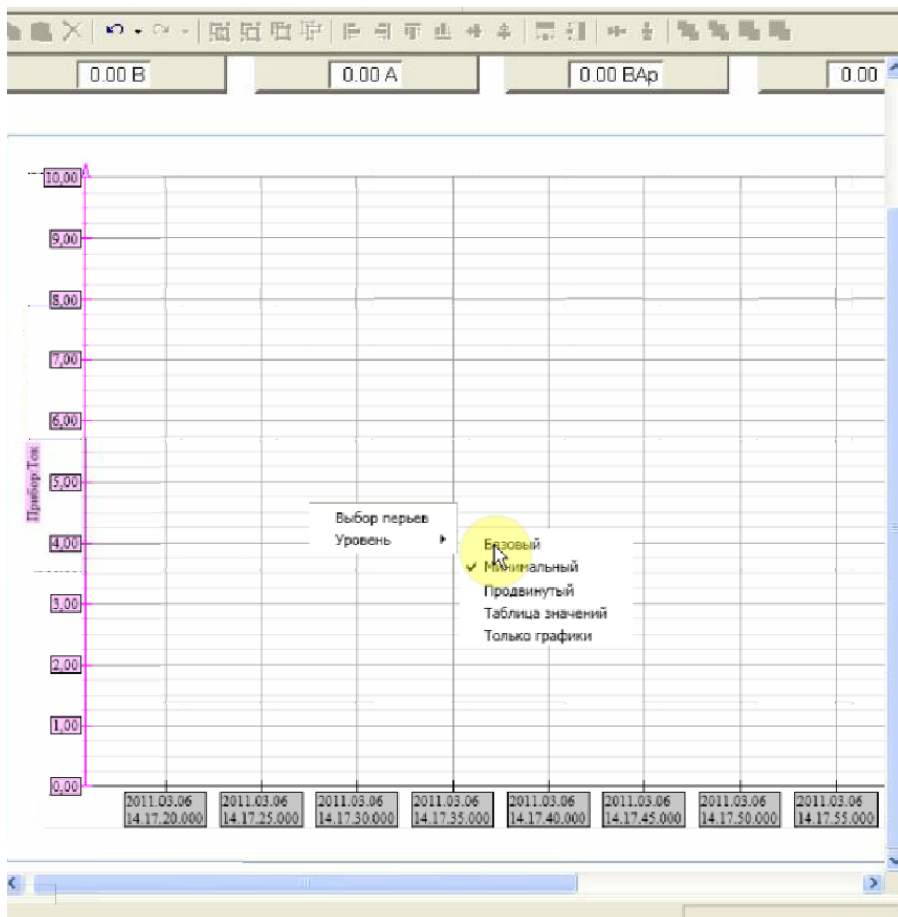 0.00 В
0.00 А
0.00 ВАр
0.00
10,00
9,00
8,00
7,00
6,00
5,00
4,00
3,00
2,00
1,00
0,00
Прибор:Ток
Выбор перьев
Уровень
Базовый
Минимальный
Продвинутый
Таблица значений
Только графики
2011.03.06
14.17.20.000
2011.03.06
14.17.25.000
2011.03.06
14.17.30.000
2011.03.06
14.17.35.000
2011.03.06
14.17.40.000
2011.03.06
14.17.45.000
2011.03.06
14.17.50.000
2011.03.06
14.17.55.000